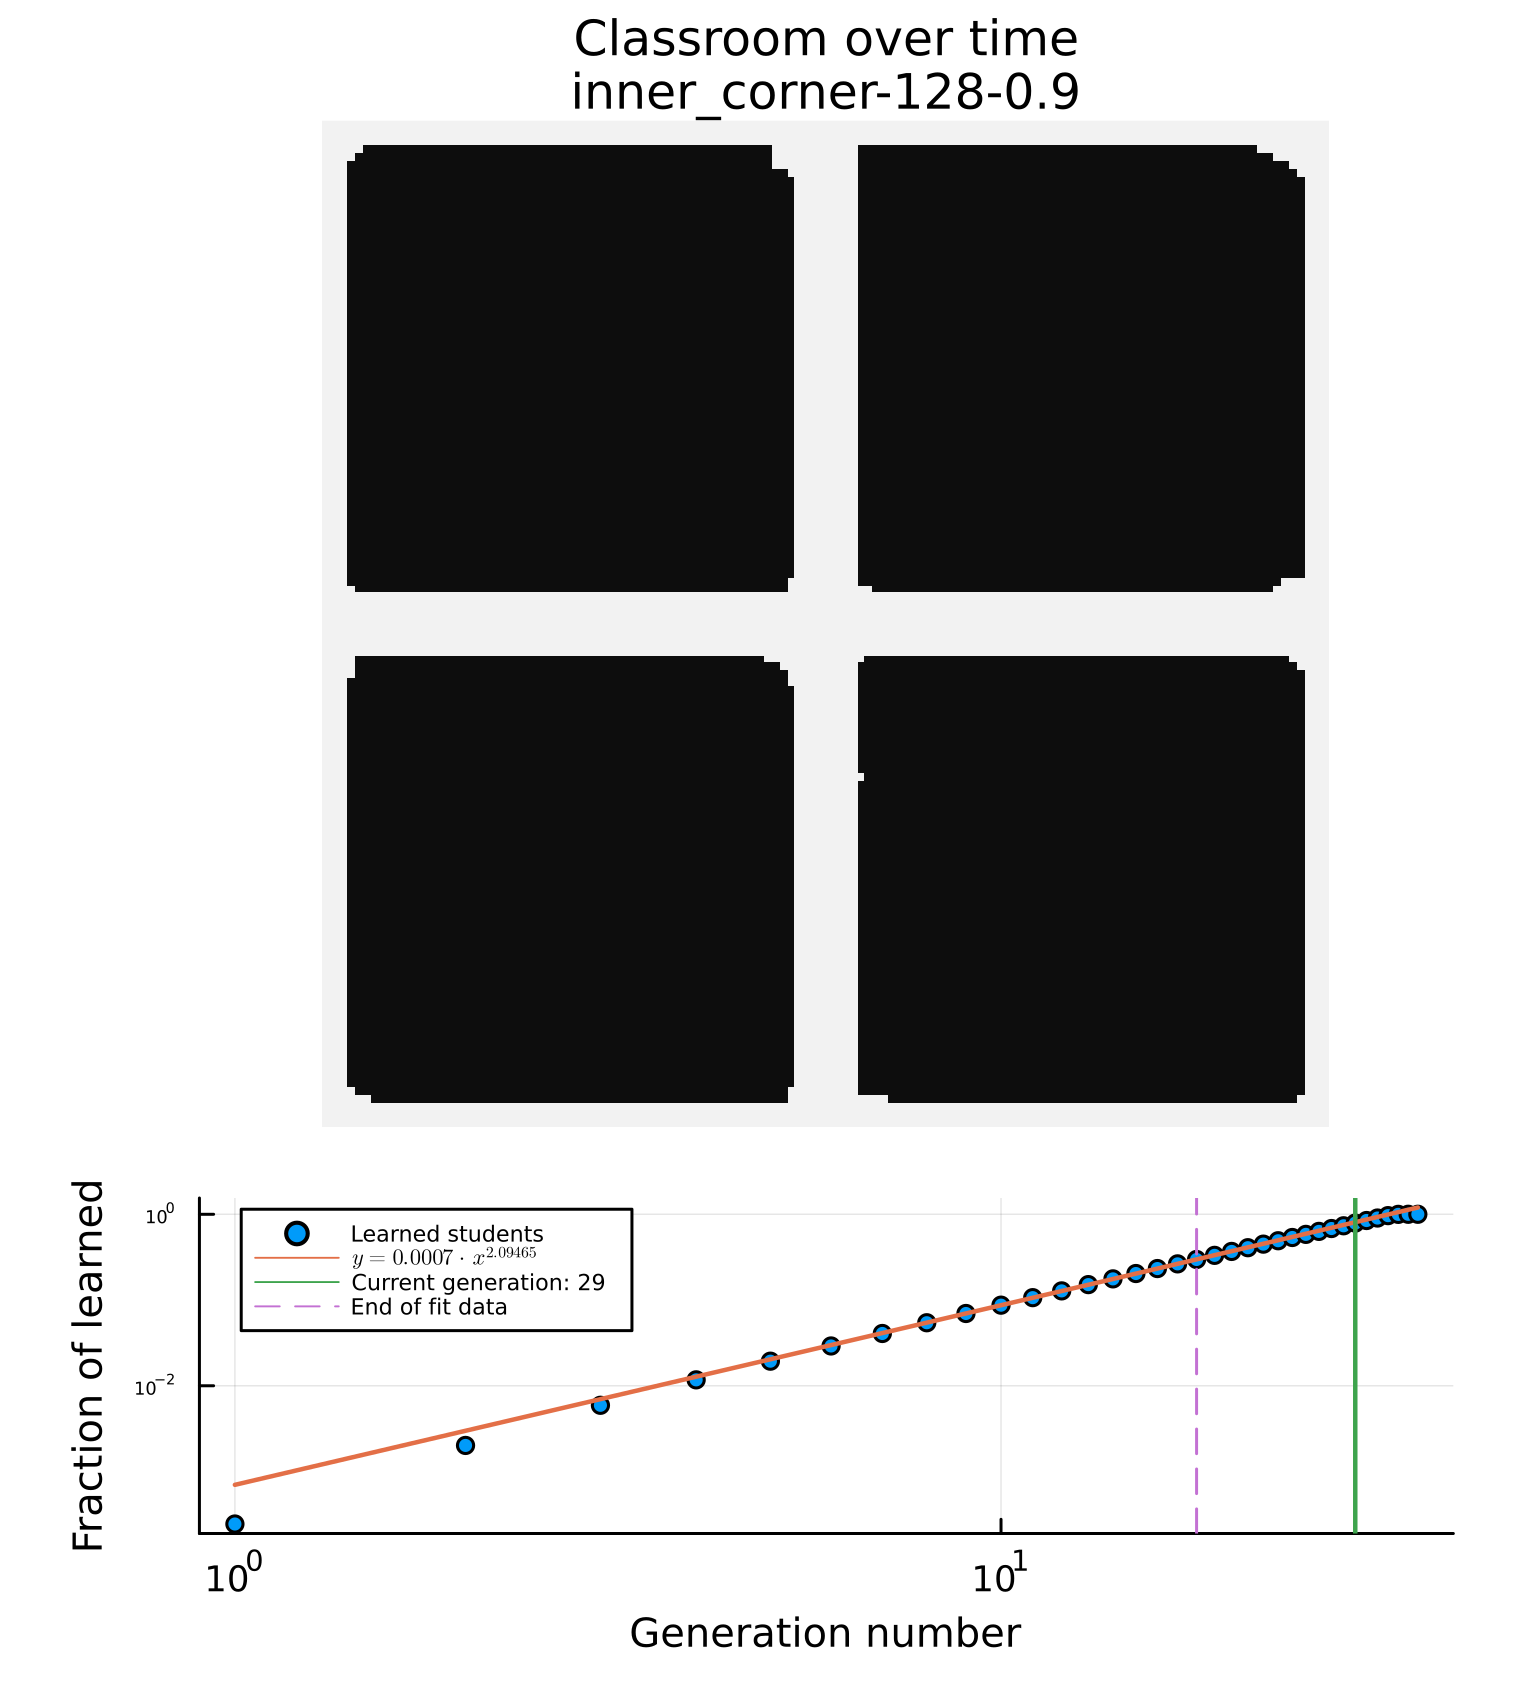 Classroom over time
inner_corner-128-0.9
Fraction of learned
10^0
10^-2
Learned students
y = 0.0007 · x^2.09465
Current generation: 29
End of fit data
10^0
10^1
Generation number